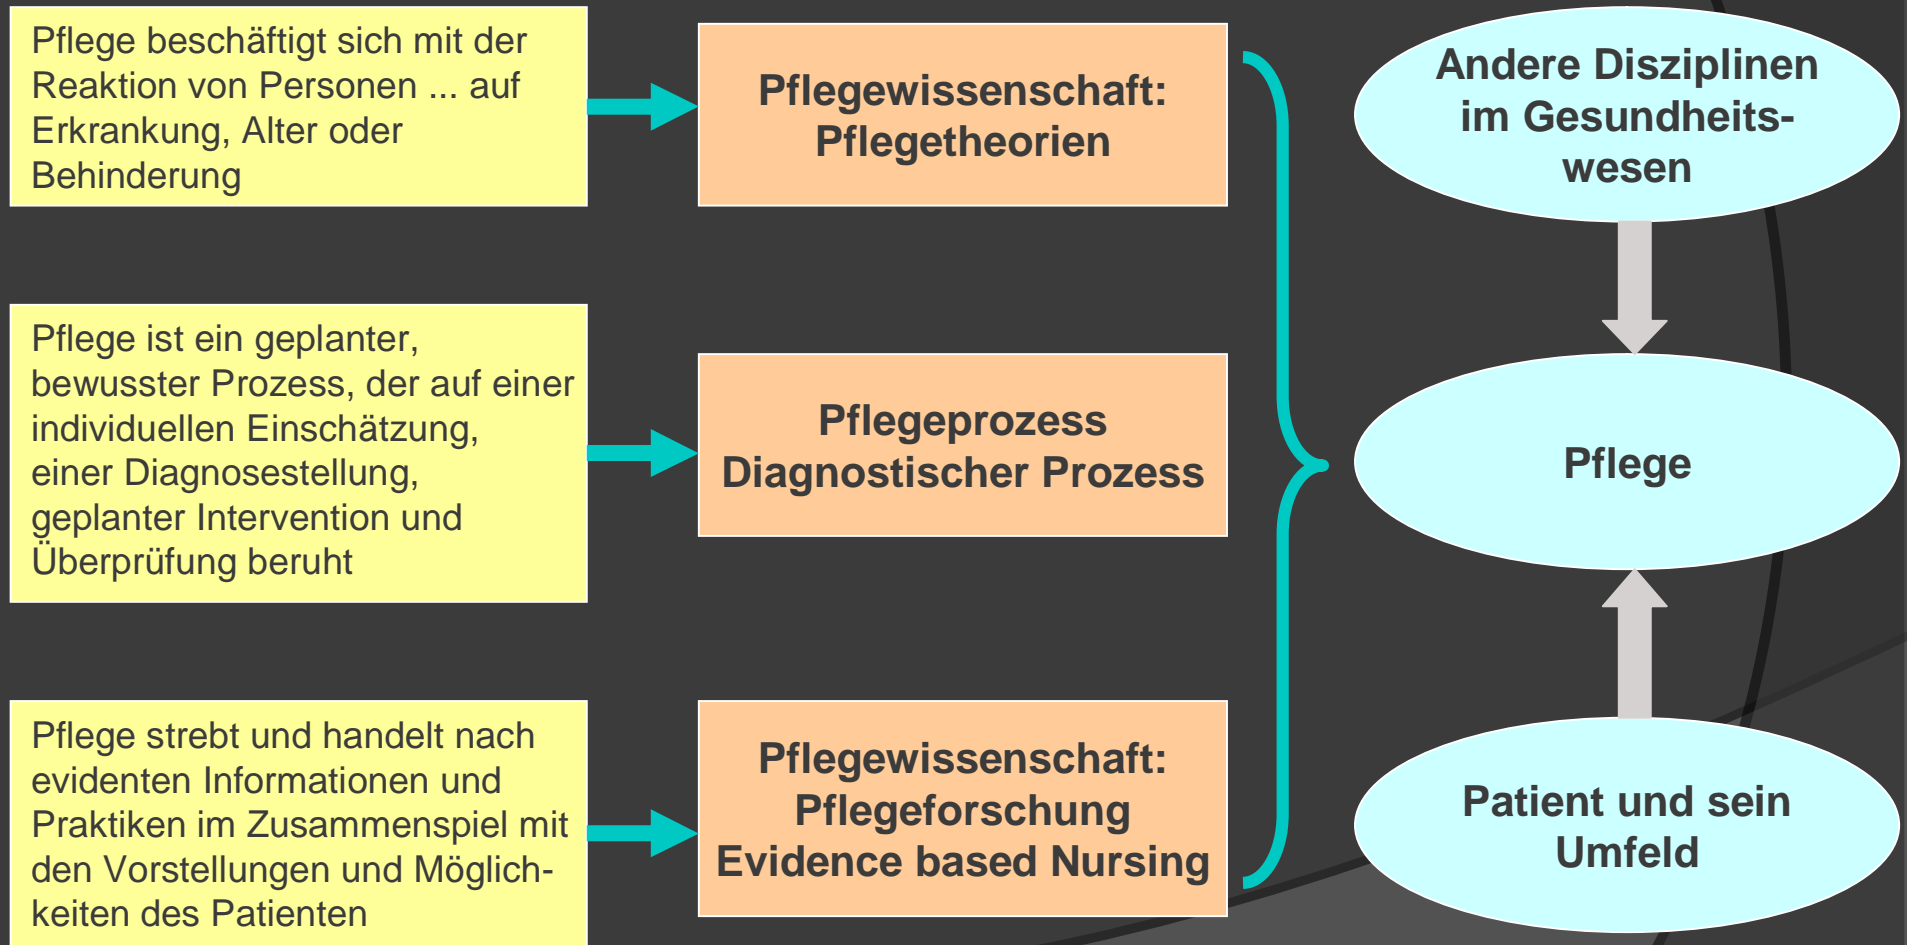 Pflege beschäftigt sich mit der
Reaktion von Personen ... auf
Erkrankung, Alter oder
Behinderung
Pflegewissenschaft:
Pflegetheorien
Andere Disziplinen
im Gesundheits-
wesen
Pflege ist ein geplanter,
bewusster Prozess, der auf einer
individuellen Einschätzung,
einer Diagnosestellung,
geplanter Intervention und
Überprüfung beruht
Pflegeprozess
Diagnostischer Prozess
Pflege
Pflege strebt und handelt nach
evidenten Informationen und
Praktiken im Zusammenspiel mit
den Vorstellungen und Möglich-
keiten des Patienten
Pflegewissenschaft:
Pflegeforschung
Evidence based Nursing
Patient und sein
Umfeld